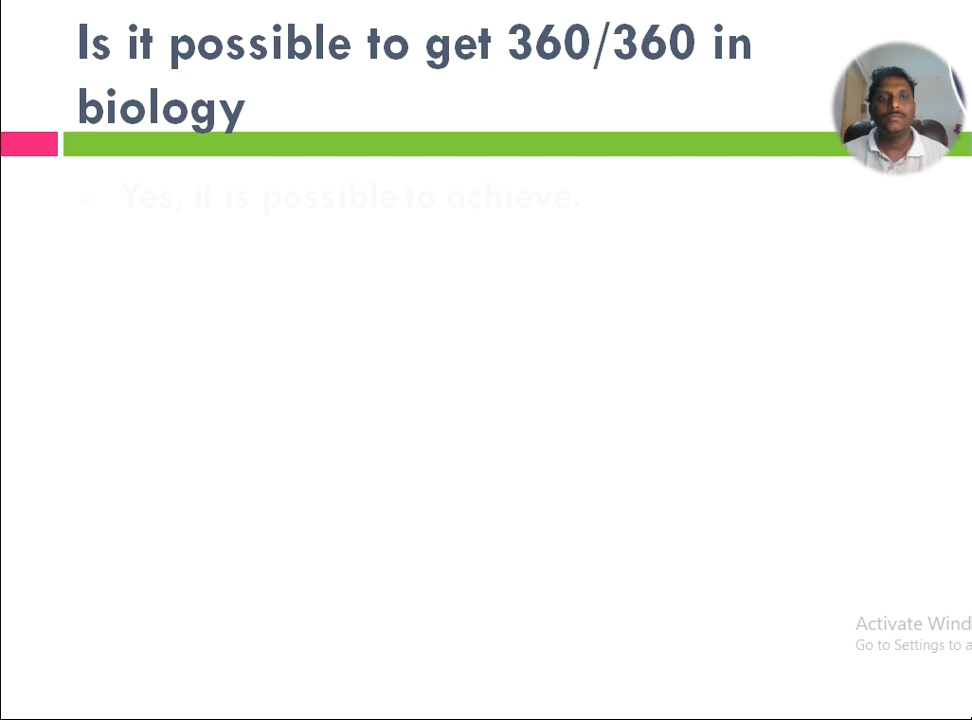 Is it possible to get 360/360 in
biology
➢ Yes, it is possible to achieve.
Activate Wind
Go to Settings to a